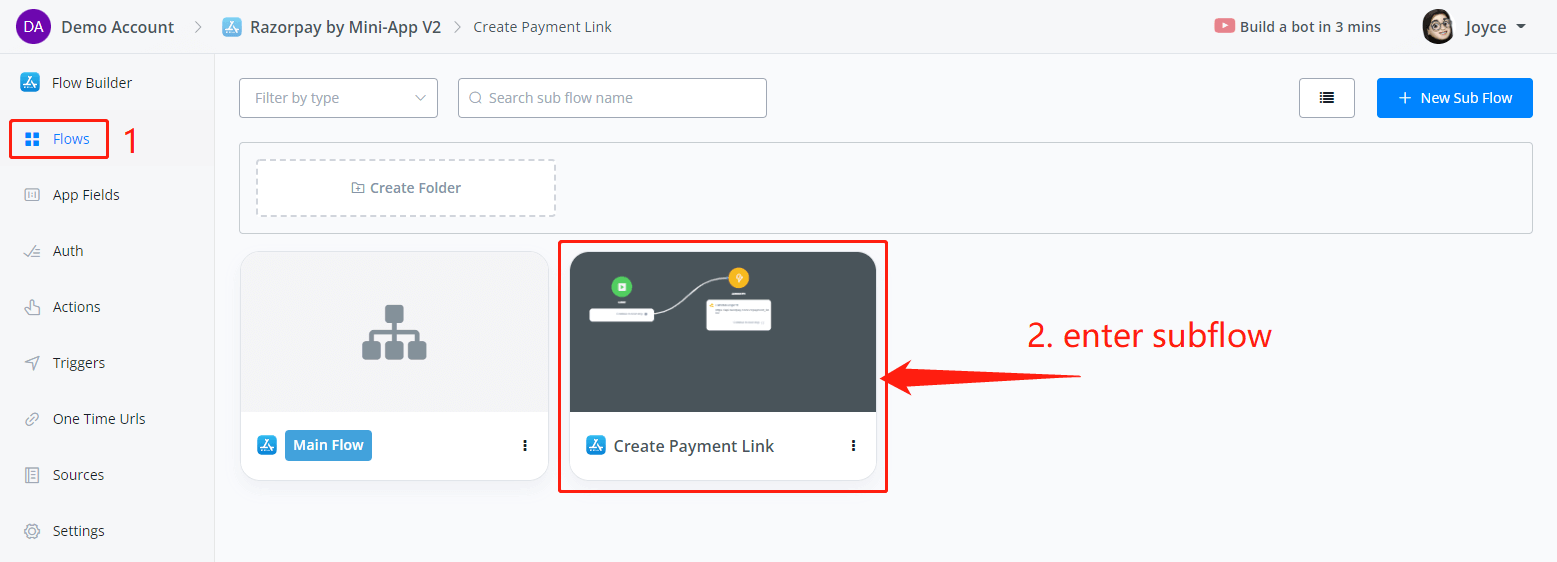 DA Demo Account Razorpay by Mini-App V2 Create Payment Link Build a bot in 3 mins Joyce
Flow Builder
Filter by type Search sub flow name + New Sub Flow
Flows 1
Create Folder
App Fields
Auth
Actions
2. enter subflow
Triggers
One Time Urls
Main Flow Create Payment Link
Sources
Settings